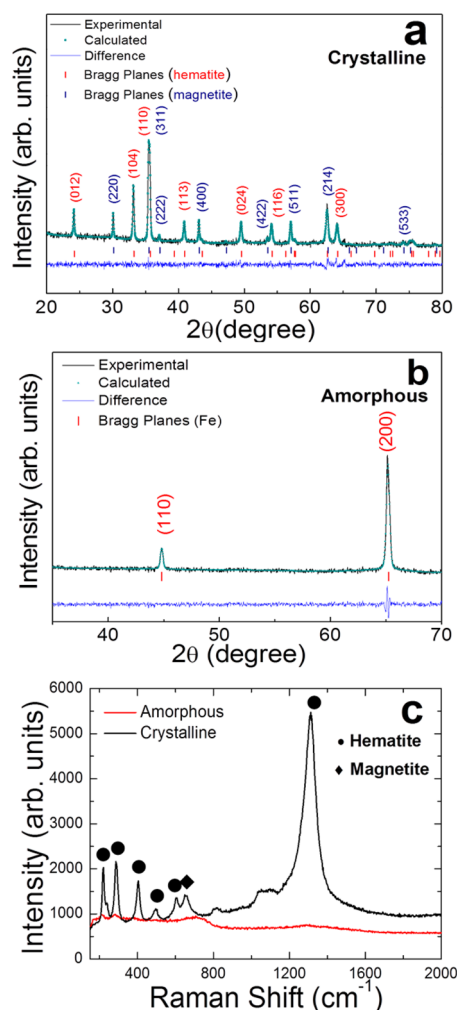 a
Crystalline
Experimental
Calculated
Difference
Bragg Planes (hematite)
Bragg Planes (magnetite)
(012)
(220)
(104)
(110)
(311)
(222)
(113)
(400)
(024)
(422)
(116)
(511)
(214)
(300)
(533)
Intensity (arb. units)
20 30 40 50 60 70 80
2θ(degree)
b
Amorphous
Experimental
Calculated
Difference
Bragg Planes (Fe)
(110)
(200)
Intensity (arb. units)
40 50 60 70
2θ (degree)
c
Amorphous
Crystalline
Hematite
Magnetite
6000
5000
4000
3000
2000
1000
0
Intensity (arb. units)
400 800 1200 1600 2000
Raman Shift (cm⁻¹)